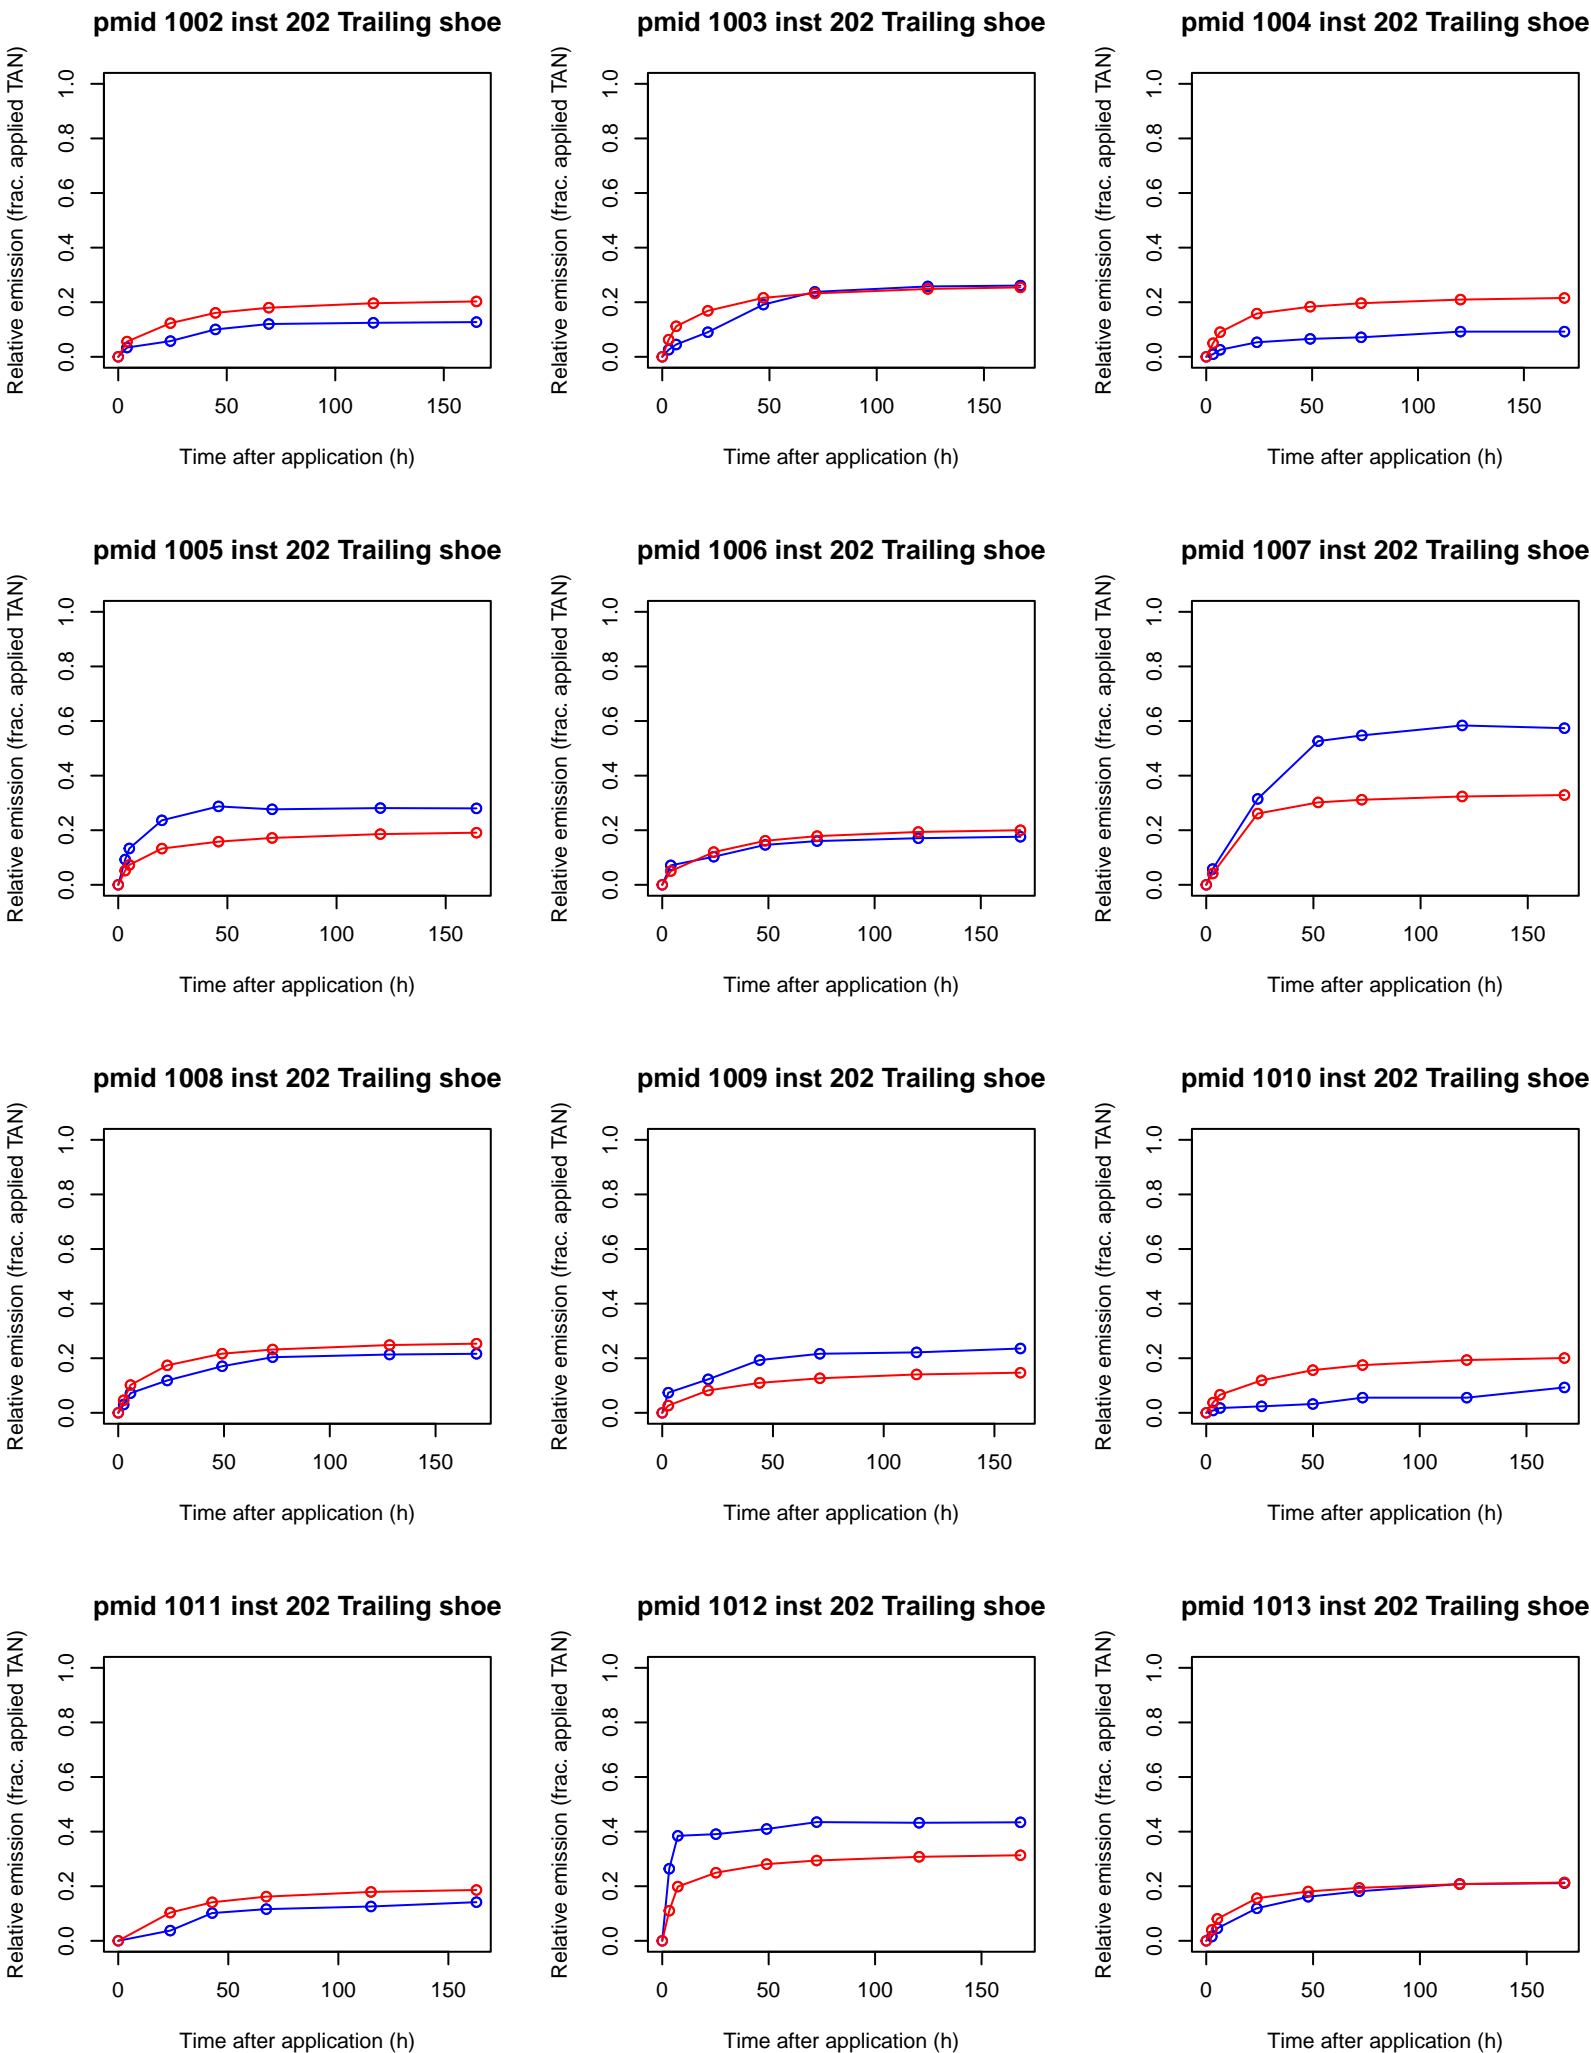 pmid 1002 inst 202 Trailing shoe
Relative emission (frac. applied TAN)
1.0
0.8
0.6
0.4
0.2
0.0
0 50 100 150
Time after application (h)
pmid 1003 inst 202 Trailing shoe
Relative emission (frac. applied TAN)
1.0
0.8
0.6
0.4
0.2
0.0
0 50 100 150
Time after application (h)
pmid 1004 inst 202 Trailing shoe
Relative emission (frac. applied TAN)
1.0
0.8
0.6
0.4
0.2
0.0
0 50 100 150
Time after application (h)
pmid 1005 inst 202 Trailing shoe
Relative emission (frac. applied TAN)
1.0
0.8
0.6
0.4
0.2
0.0
0 50 100 150
Time after application (h)
pmid 1006 inst 202 Trailing shoe
Relative emission (frac. applied TAN)
1.0
0.8
0.6
0.4
0.2
0.0
0 50 100 150
Time after application (h)
pmid 1007 inst 202 Trailing shoe
Relative emission (frac. applied TAN)
1.0
0.8
0.6
0.4
0.2
0.0
0 50 100 150
Time after application (h)
pmid 1008 inst 202 Trailing shoe
Relative emission (frac. applied TAN)
1.0
0.8
0.6
0.4
0.2
0.0
0 50 100 150
Time after application (h)
pmid 1009 inst 202 Trailing shoe
Relative emission (frac. applied TAN)
1.0
0.8
0.6
0.4
0.2
0.0
0 50 100 150
Time after application (h)
pmid 1010 inst 202 Trailing shoe
Relative emission (frac. applied TAN)
1.0
0.8
0.6
0.4
0.2
0.0
0 50 100 150
Time after application (h)
pmid 1011 inst 202 Trailing shoe
Relative emission (frac. applied TAN)
1.0
0.8
0.6
0.4
0.2
0.0
0 50 100 150
Time after application (h)
pmid 1012 inst 202 Trailing shoe
Relative emission (frac. applied TAN)
1.0
0.8
0.6
0.4
0.2
0.0
0 50 100 150
Time after application (h)
pmid 1013 inst 202 Trailing shoe
Relative emission (frac. applied TAN)
1.0
0.8
0.6
0.4
0.2
0.0
0 50 100 150
Time after application (h)